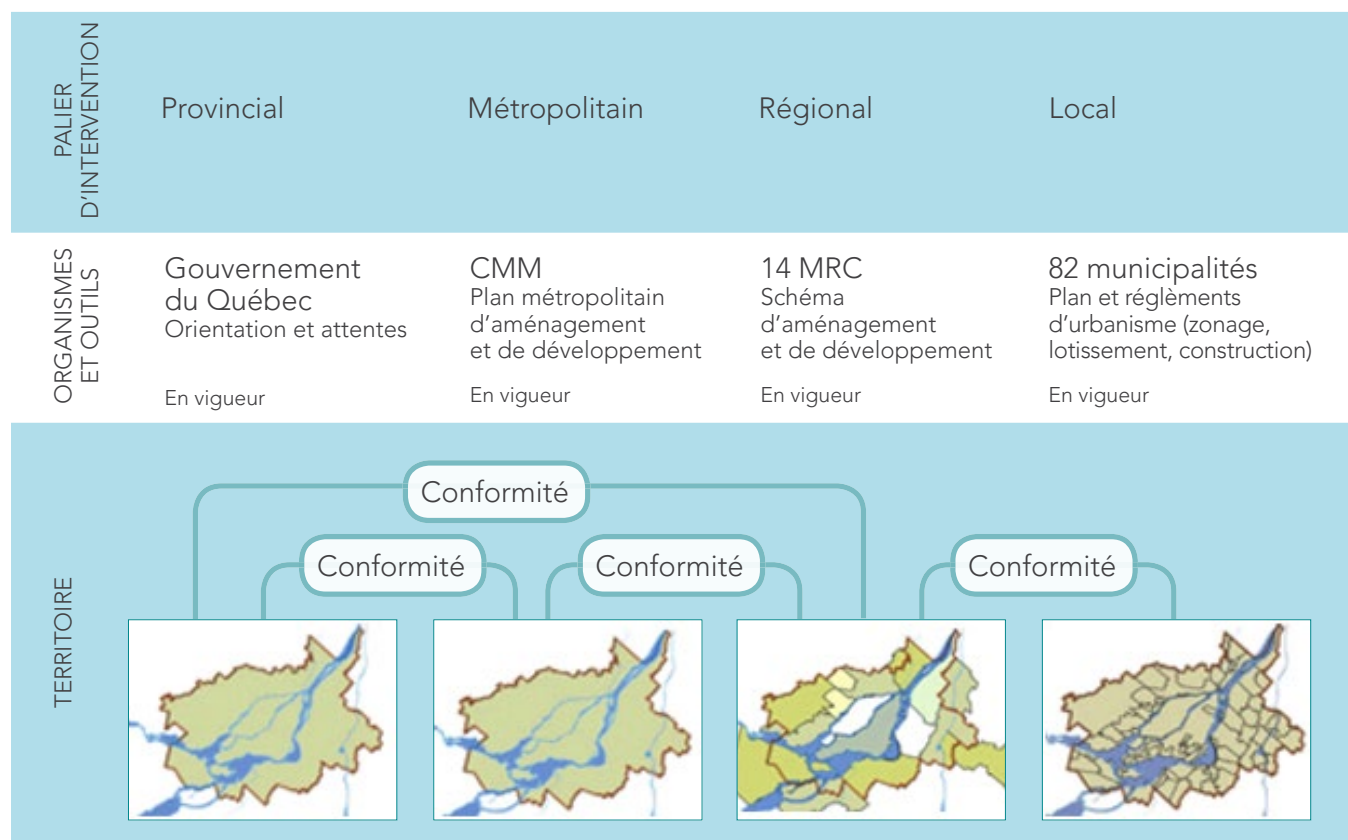 PALIER
D'INTERVENTION
Provincial
Métropolitain
Régional
Local
ORGANISMES
ET OUTILS
Gouvernement
du Québec
Orientation et attentes
En vigueur
CMM
Plan métropolitain
d'aménagement
et de développement
En vigueur
14 MRC
Schéma
d'aménagement
et de développement
En vigueur
82 municipalités
Plan et réglèments
d'urbanisme (zonage,
lotissement, construction)
En vigueur
TERRITOIRE
Conformité
Conformité
Conformité
Conformité